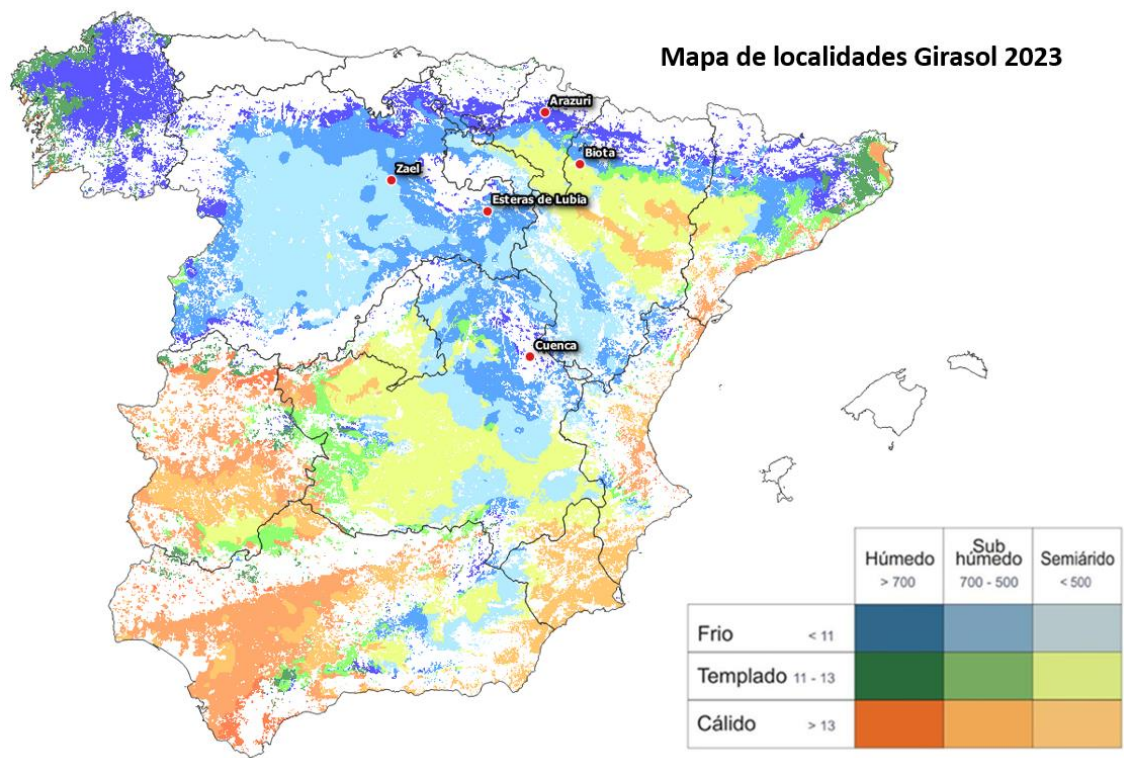 Mapa de localidades Girasol 2023
Arazuri
Biota
Zael
Esteras de Lubia
Cuenca
Húmedo
> 700
Sub
húmedo
700 - 500
Semiárido
< 500
Frio < 11
Templado 11 - 13
Cálido > 13